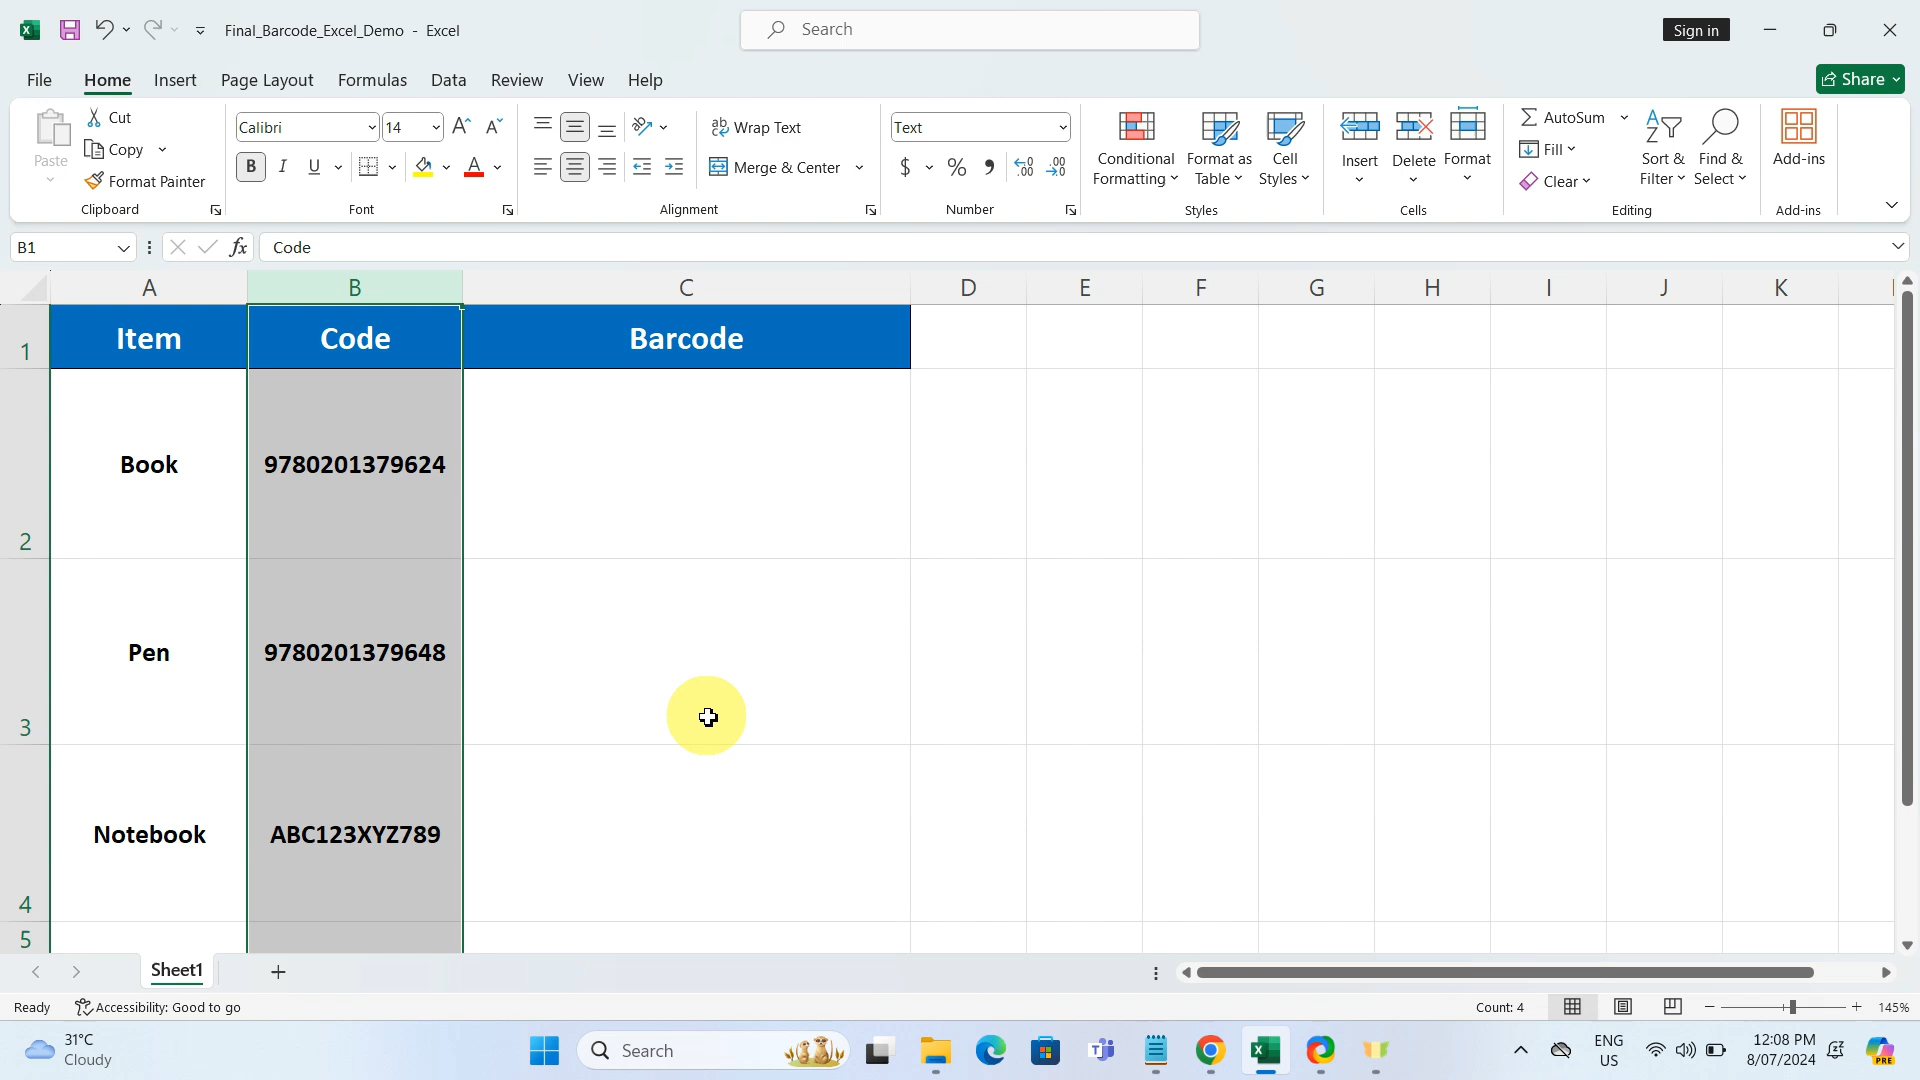 Final_Barcode_Excel_Demo - Excel
Search
Sign in
File Home Insert Page Layout Formulas Data Review View Help
Share
Paste
Cut
Copy
Format Painter
Clipboard
Calibri
14
B I U
A
Font
Wrap Text
Merge & Center
Alignment
Text
$ % ,
Number
Conditional
Formatting
Format as
Table
Cell
Styles
Styles
Insert
Delete
Format
Cells
AutoSum
Fill
Clear
Sort &
Filter
Find &
Select
Editing
Add-ins
Add-ins
B1
fx
Code
A B C D E F G H I J K
1 Item Code Barcode
2 Book 9780201379624
3 Pen 9780201379648
4 Notebook ABC123XYZ789
5
Sheet1
Ready
Accessibility: Good to go
Count: 4
145%
31°C
Cloudy
Search
ENG
US
12:08 PM
8/07/2024
PRE